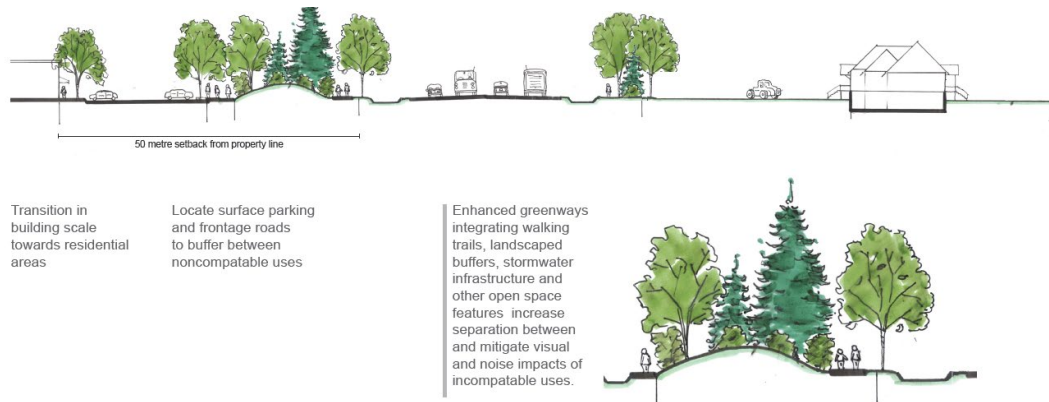 50 metre setback from property line
Transition in
building scale
towards residential
areas
Locate surface parking
and frontage roads
to buffer between
noncompatable uses
Enhanced greenways
integrating walking
trails, landscaped
buffers, stormwater
infrastructure and
other open space
features increase
separation between
and mitigate visual
and noise impacts of
incompatable uses.